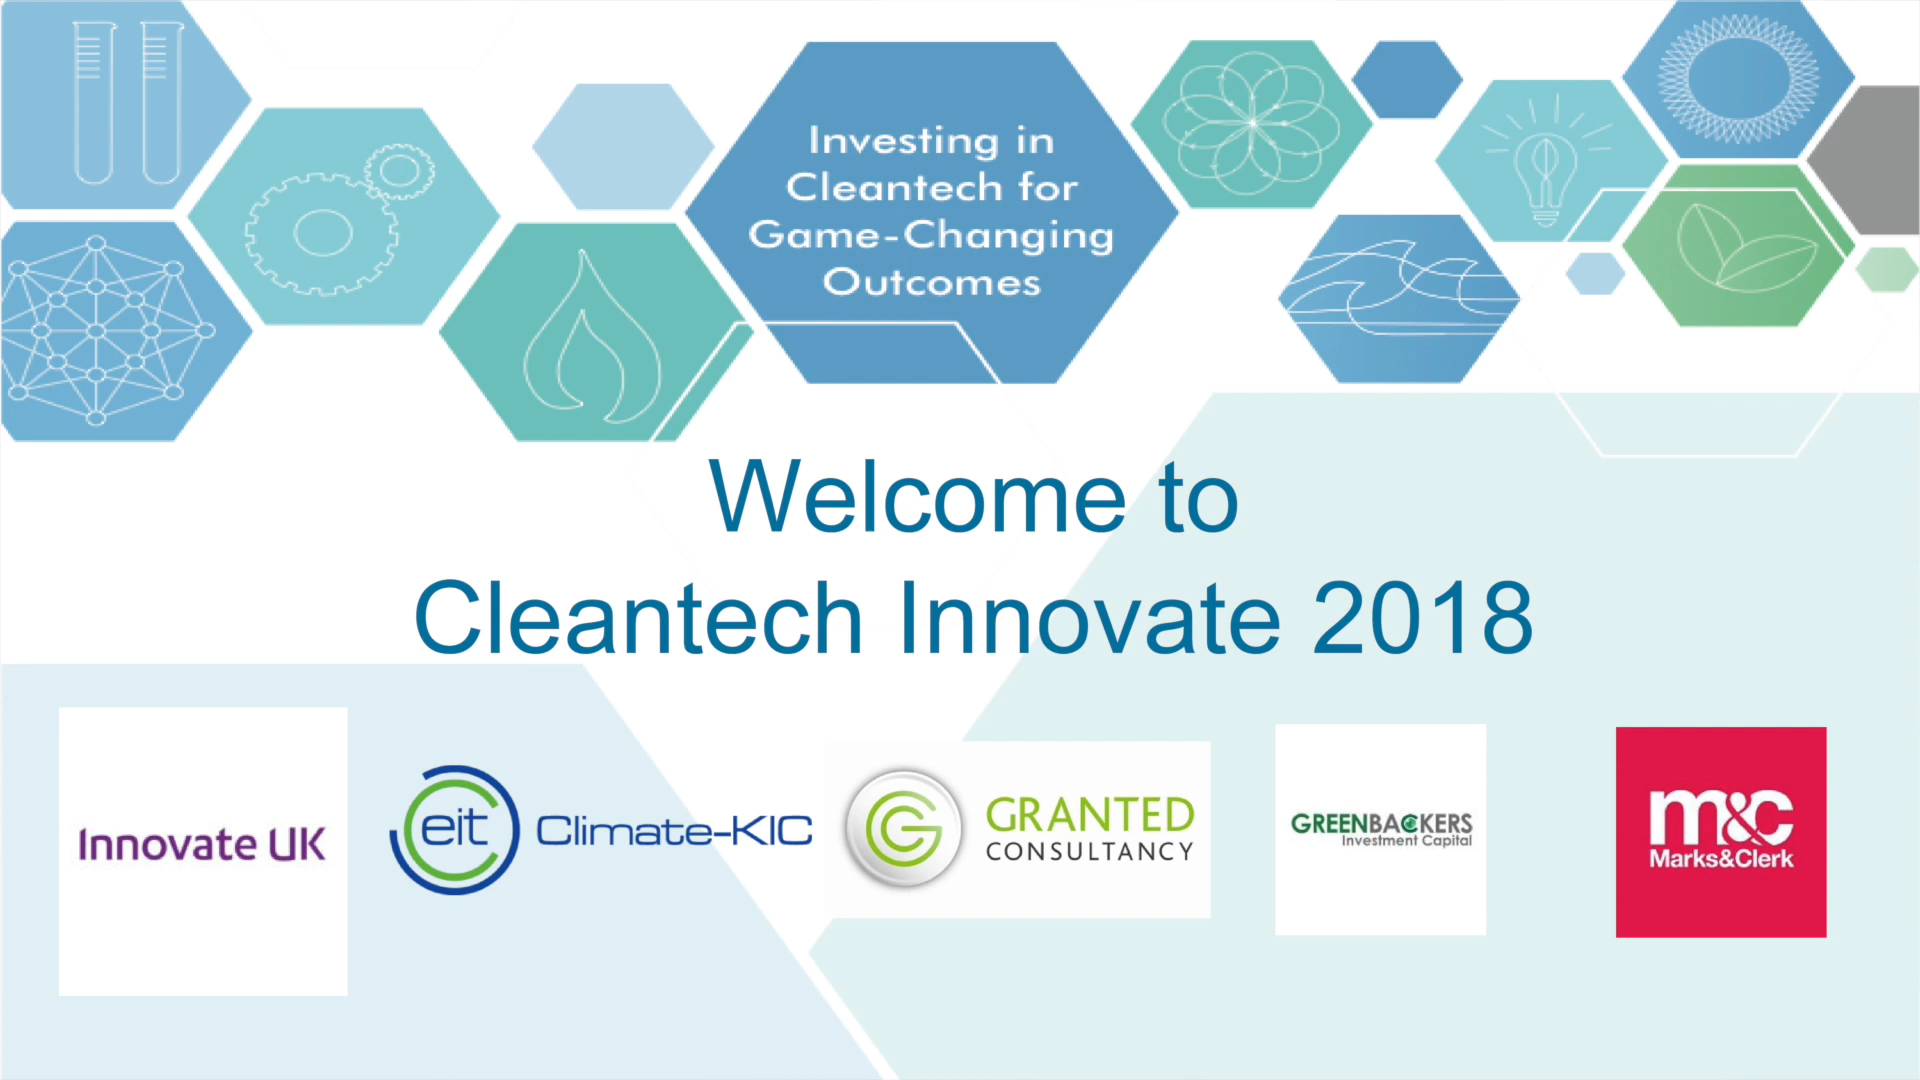 Investing in
Cleantech for
Game-Changing
Outcomes
Welcome to
Cleantech Innovate 2018
Innovate UK
eit Climate-KIC
GRANTED
CONSULTANCY
GREENBACKERS
Investment Capital
m&c
Marks&Clerk